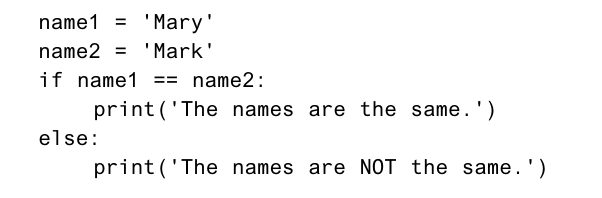 name1 = 'Mary'
name2 = 'Mark'
if name1 == name2:
    print('The names are the same.')
else:
    print('The names are NOT the same.')